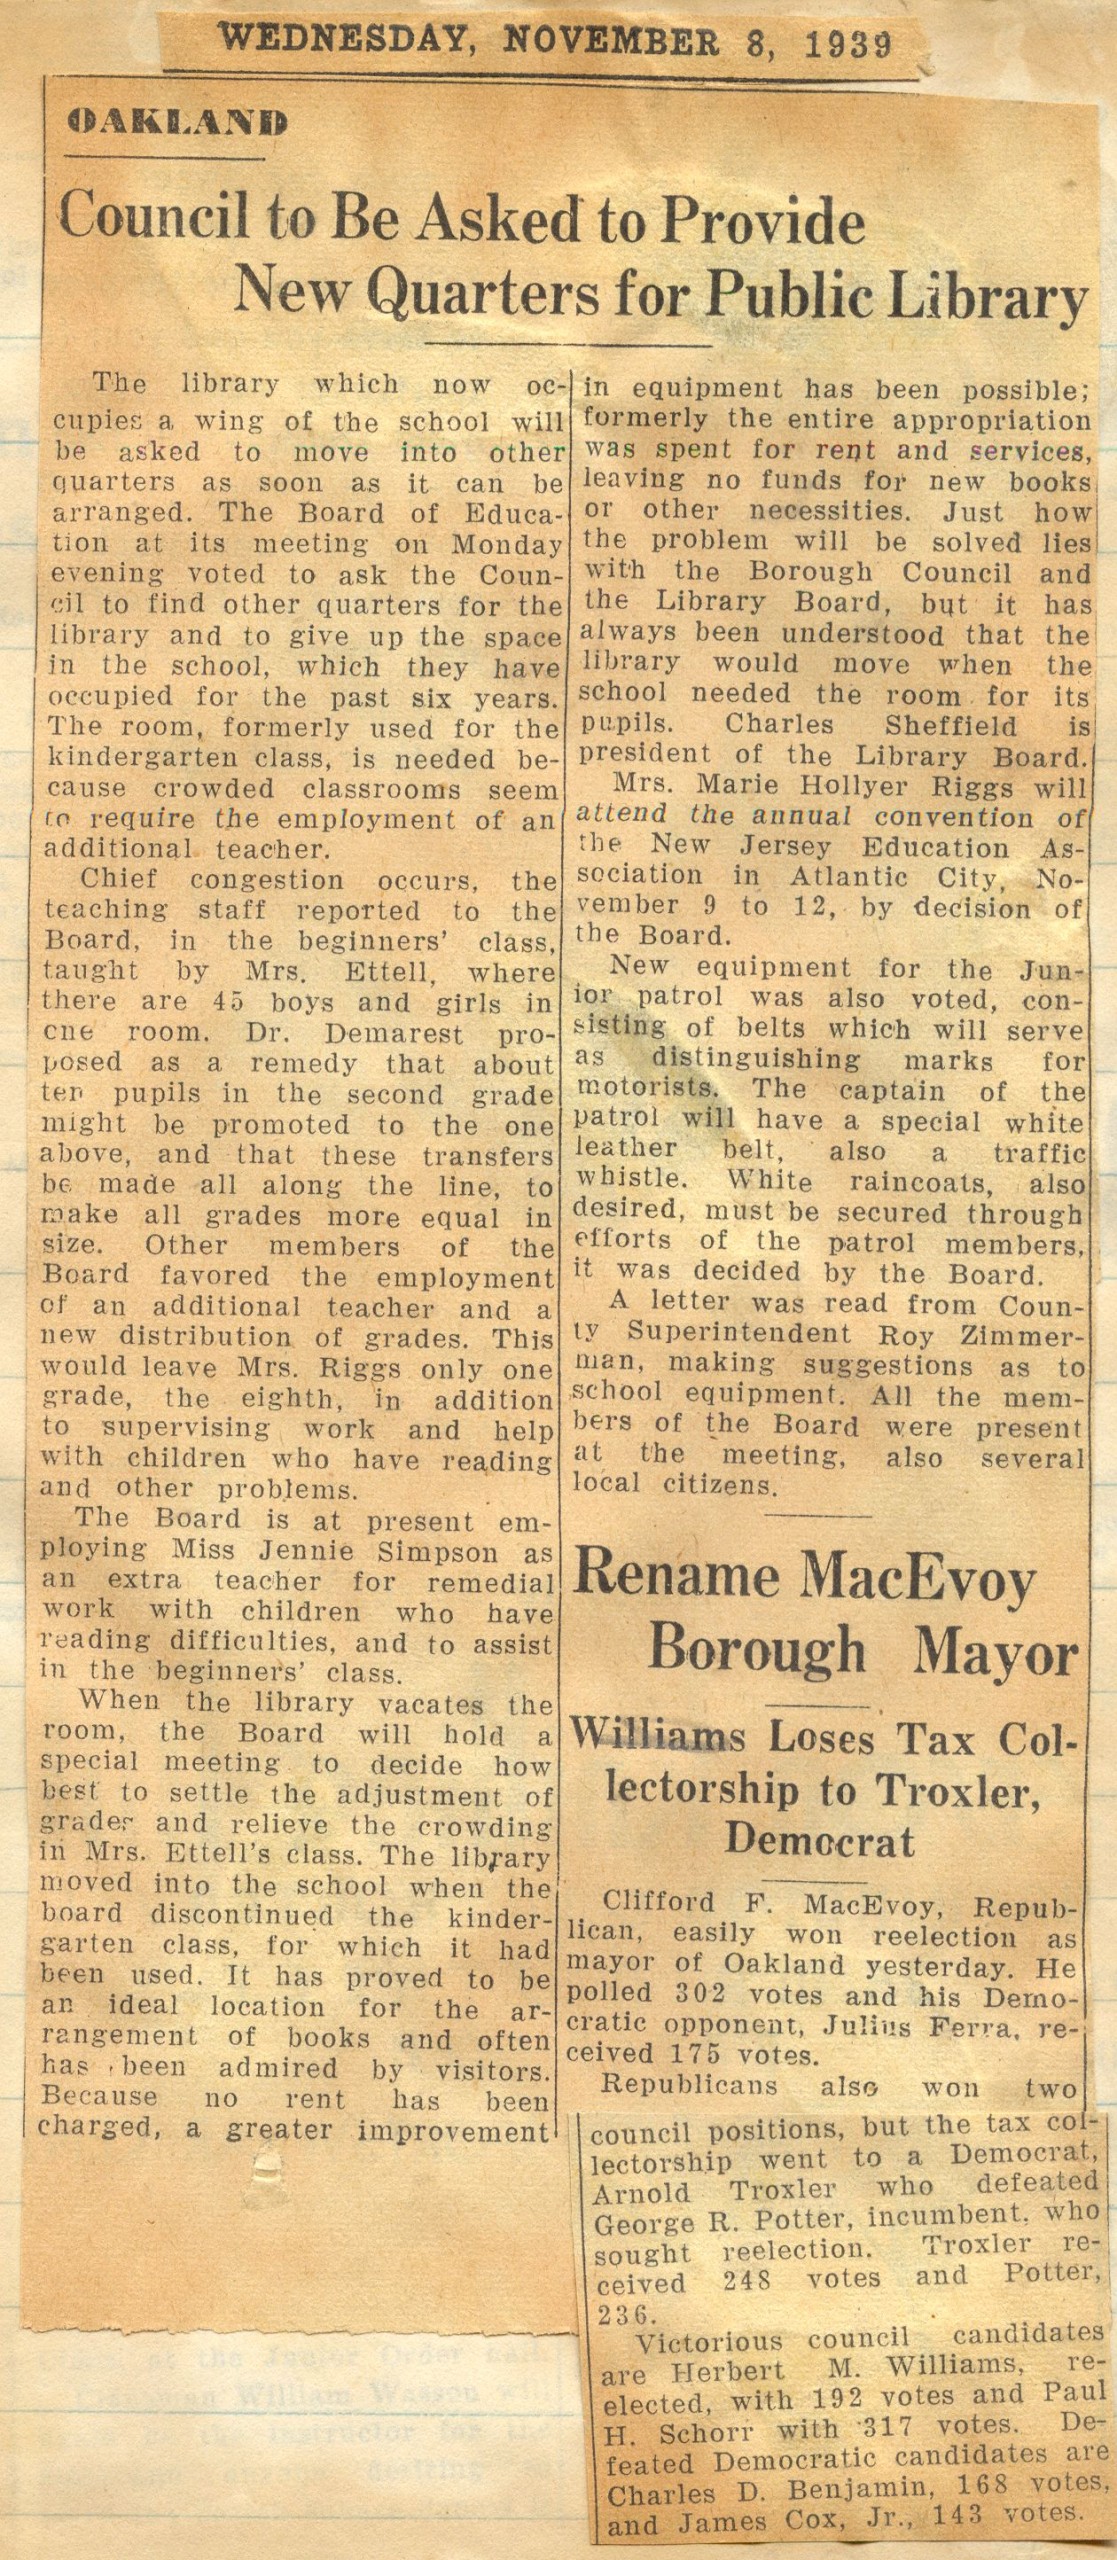 WEDNESDAY, NOVEMBER 8, 1939
OAKLAND
Council to Be Asked to Provide
New Quarters for Public Library
The library which now oc-
cupies a wing of the school will
be asked to move into other
quarters as soon as it can be
arranged. The Board of Educa-
tion at its meeting on Monday
evening voted to ask the Coun-
cil to find other quarters for the
library and to give up the space
in the school, which they have
occupied for the past six years.
The room, formerly used for the
kindergarten class, is needed be-
cause crowded classrooms seem
to require the employment of an
additional teacher.
Chief congestion occurs, the
teaching staff reported to the
Board, in the beginners' class,
taught by Mrs. Ettell, where
there are 45 boys and girls in
one room. Dr. Demarest pro-
posed as a remedy that about
ten pupils in the second grade
might be promoted to the one
above, and that these transfers
be made all along the line, to
make all grades more equal in
size. Other members of the
Board favored the employment
of an additional teacher and a
new distribution of grades. This
would leave Mrs. Riggs only one
grade, the eighth, in addition
to supervising work and help
with children who have reading
and other problems.
The Board is at present em-
ploying Miss Jennie Simpson as
an extra teacher for remedial
work with children who have
reading difficulties, and to assist
in the beginners' class.
When the library vacates the
room, the Board will hold a
special meeting to decide how
best to settle the adjustment of
grades and relieve the crowding
in Mrs. Ettell's class. The library
moved into the school when the
board discontinued the kinder-
garten class, for which it had
been used. It has proved to be
an ideal location for the ar-
rangement of books and often
has been admired by visitors.
Because no rent has been
charged, a greater improvement
in equipment has been possible;
formerly the entire appropriation
was spent for rent and services,
leaving no funds for new books
or other necessities. Just how
the problem will be solved lies
with the Borough Council and
the Library Board, but it has
always been understood that the
library would move when the
school needed the room for its
pupils. Charles Sheffield is
president of the Library Board.
Mrs. Marie Hollyer Riggs will
attend the annual convention of
the New Jersey Education As-
sociation in Atlantic City, No-
vember 9 to 12, by decision of
the Board.
New equipment for the Jun-
ior patrol was also voted, con-
sisting of belts which will serve
as distinguishing marks for
motorists. The captain of the
patrol will have a special white
leather belt, also a traffic
whistle. White raincoats, also
desired, must be secured through
efforts of the patrol members,
it was decided by the Board.
A letter was read from Coun-
ty Superintendent Roy Zimmer-
man, making suggestions as to
school equipment. All the mem-
bers of the Board were present
at the meeting, also several
local citizens.
Rename MacEvoy
Borough Mayor
Williams Loses Tax Col-
lectorship to Troxler,
Democrat
Clifford F. MacEvoy, Repub-
lican, easily won reelection as
mayor of Oakland yesterday. He
polled 302 votes and his Demo-
cratic opponent, Julius Ferra, re-
ceived 175 votes.
Republicans also won two
council positions, but the tax col-
lectorship went to a Democrat,
Arnold Troxler who defeated
George R. Potter, incumbent, who
sought reelection. Troxler re-
ceived 248 votes and Potter,
236.
Victorious council candidates
are Herbert M. Williams, re-
elected, with 192 votes and Paul
H. Schorr with 317 votes. De-
feated Democratic candidates are
Charles D. Benjamin, 168 votes,
and James Cox, Jr., 143 votes.